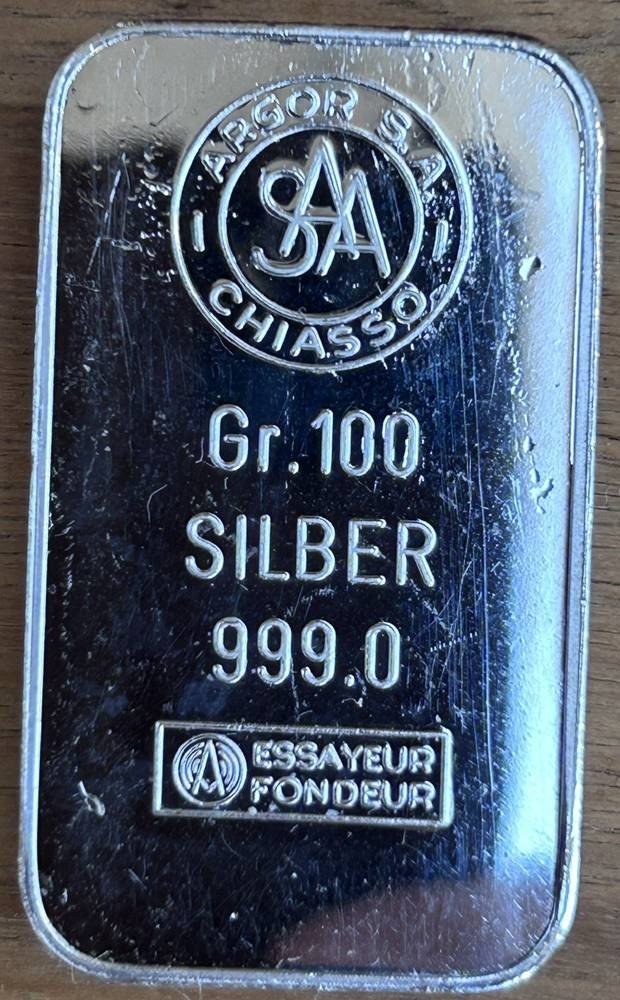 ARGOR S.A
SAA
CHIASSO
Gr.100
SILBER
999.0
A ESSAYEUR
FONDEUR